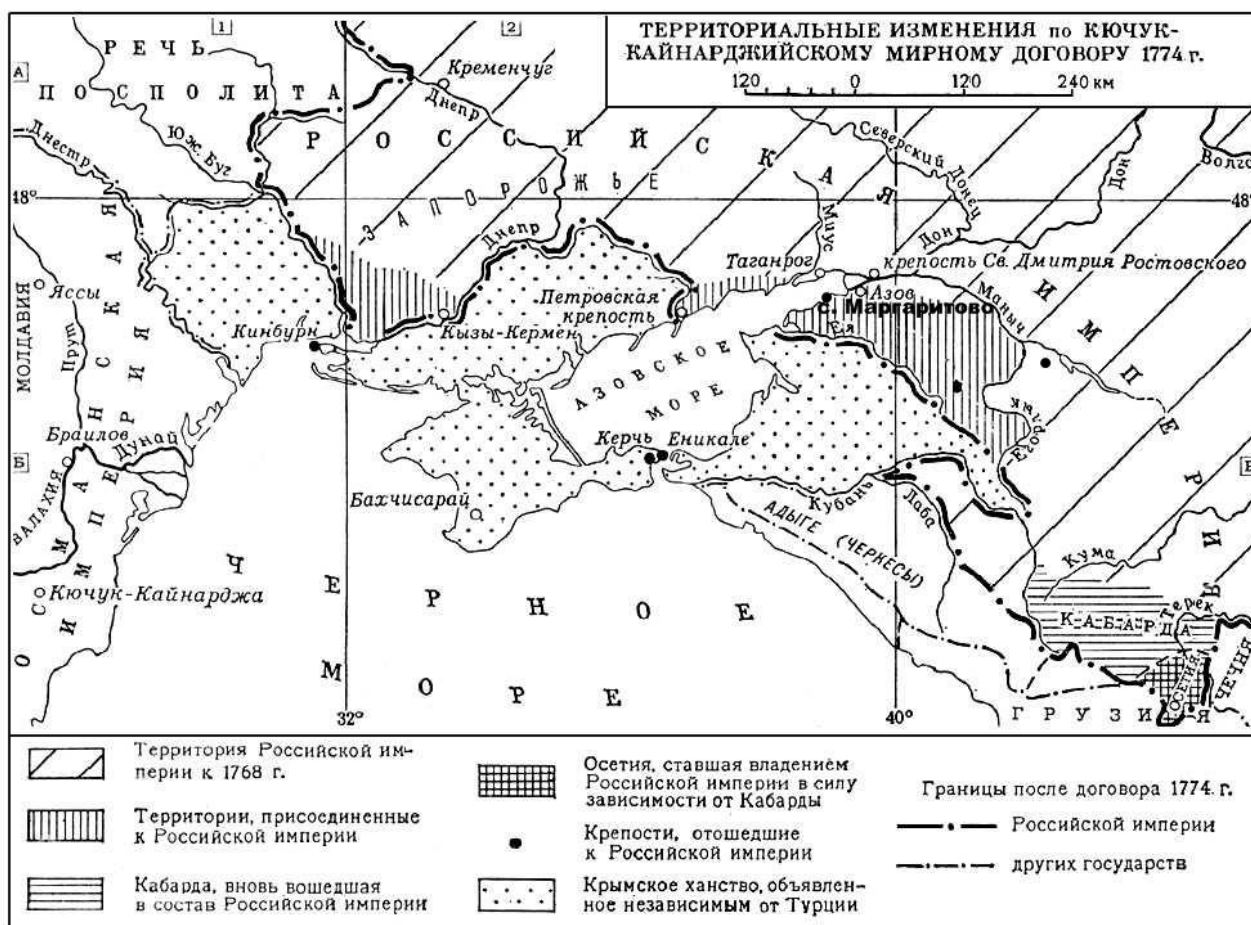 ТЕРРИТОРИАЛЬНЫЕ ИЗМЕНЕНИЯ по КЮЧУК-
КАЙНАРДЖИЙСКОМУ МИРНОМУ ДОГОВОРУ 1774 г.
120 0 120 240 км
1
2
А
Б
РЕЧЬ
ПОСПОЛИТА
Кременчуг
Днепр
Днестр
Юж. Буг
РОССИЙСКАЯ
ИМПЕРИЯ
ЗАПОРОЖЬЕ
Северский Донец
Дон
Волго
48°
48°
Днепр
Миус
Дон
Таганрог
крепость Св. Дмитрия Ростовского
Азов
с. Маргаритово
Маныч
Петровская
крепость
Кызы-Кермен
Кинбурн
Яссы
МОЛДАВИЯ
Прут
ОСМАНСКАЯ
ИМПЕРИЯ
Ея
АЗОВСКОЕ
МОРЕ
Егорлык
Браилов
Дунай
ВАЛАХИЯ
Керчь
Еникале
Бахчисарай
Кубань
Лаба
АДЫГЕ (ЧЕРКЕСЫ)
Кума
Кючук-Кайнарджа
ЧЕРНОЕ
МОРЕ
КАБАРДА
Терек
ОСЕТИЯ
ЧЕЧНЯ
ГРУЗИЯ
32°
40°
Территория Российской им-
перии к 1768 г.
Территории, присоединенные
к Российской империи
Кабарда, вновь вошедшая
в состав Российской империи
Осетия, ставшая владением
Российской империи в силу
зависимости от Кабарды
Крепости, отошедшие
к Российской империи
Крымское ханство, объявлен-
ное независимым от Турции
Границы после договора 1774 г.
Российской империи
других государств